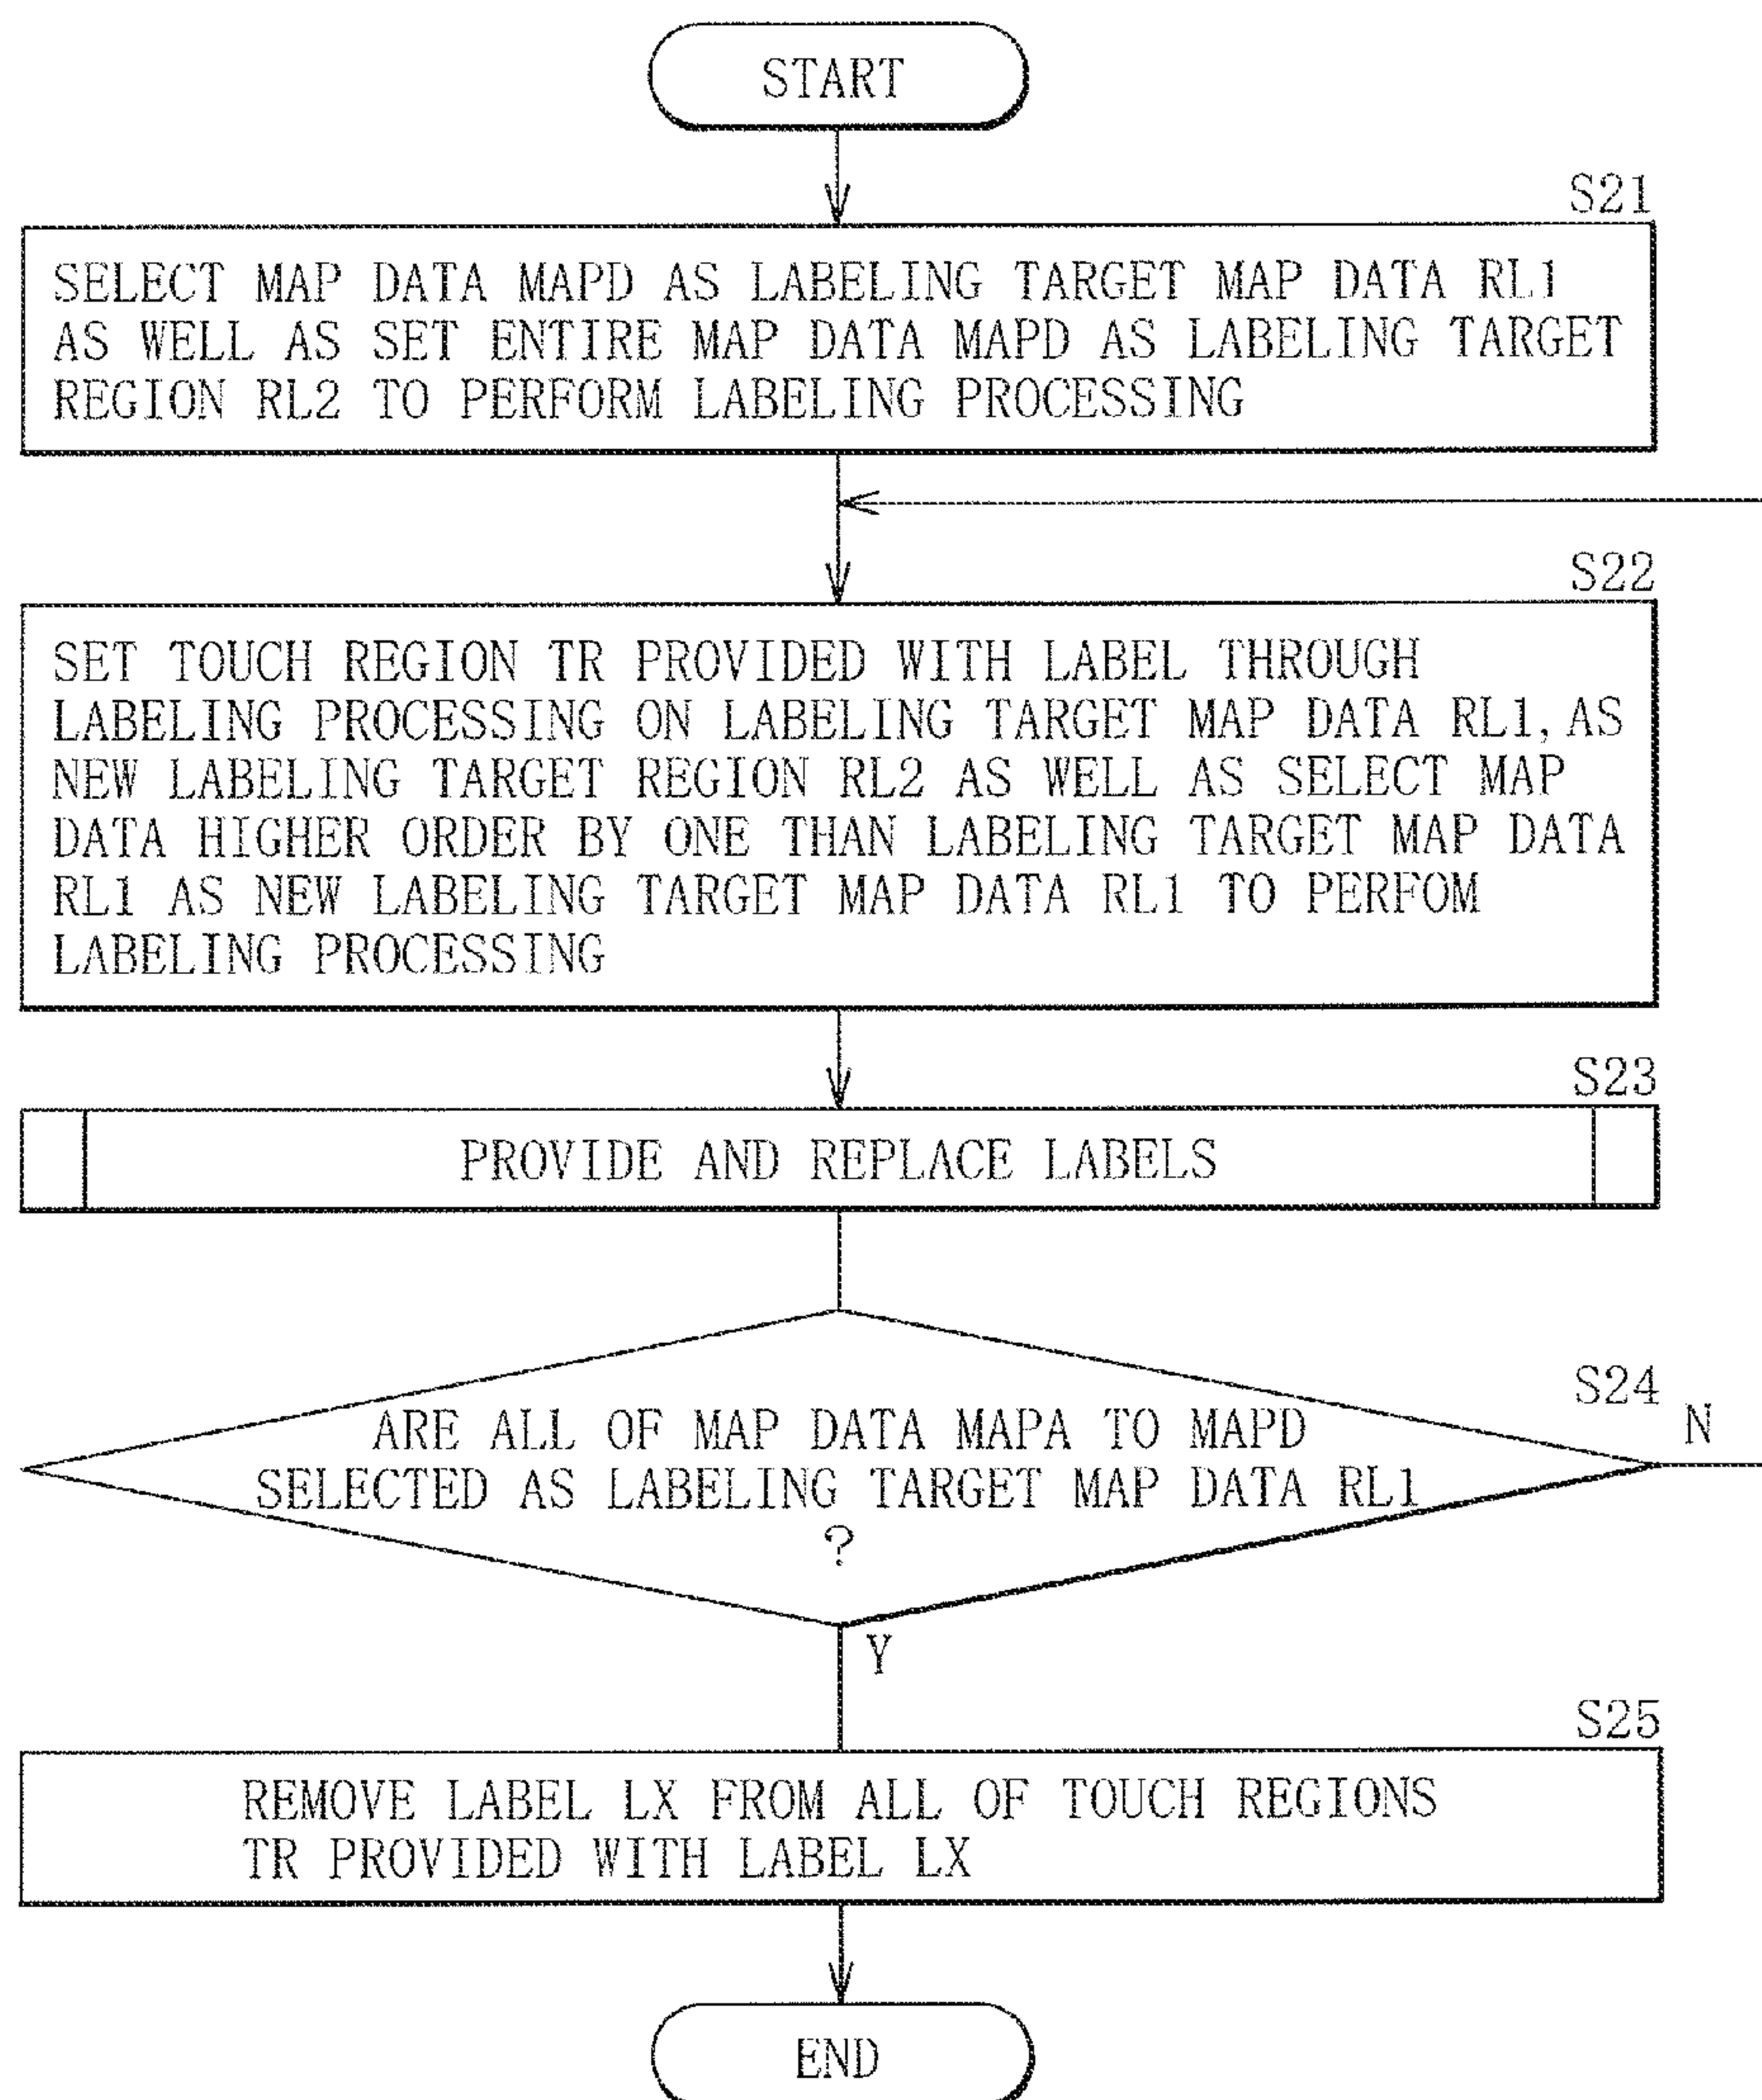 START
S21
SELECT MAP DATA MAPD AS LABELING TARGET MAP DATA RL1
AS WELL AS SET ENTIRE MAP DATA MAPD AS LABELING TARGET
REGION RL2 TO PERFORM LABELING PROCESSING
S22
SET TOUCH REGION TR PROVIDED WITH LABEL THROUGH
LABELING PROCESSING ON LABELING TARGET MAP DATA RL1, AS
NEW LABELING TARGET REGION RL2 AS WELL AS SELECT MAP
DATA HIGHER ORDER BY ONE THAN LABELING TARGET MAP DATA
RL1 AS NEW LABELING TARGET MAP DATA RL1 TO PERFOM
LABELING PROCESSING
S23
PROVIDE AND REPLACE LABELS
S24
ARE ALL OF MAP DATA MAPA TO MAPD
SELECTED AS LABELING TARGET MAP DATA RL1
?
N
Y
S25
REMOVE LABEL LX FROM ALL OF TOUCH REGIONS
TR PROVIDED WITH LABEL LX
END